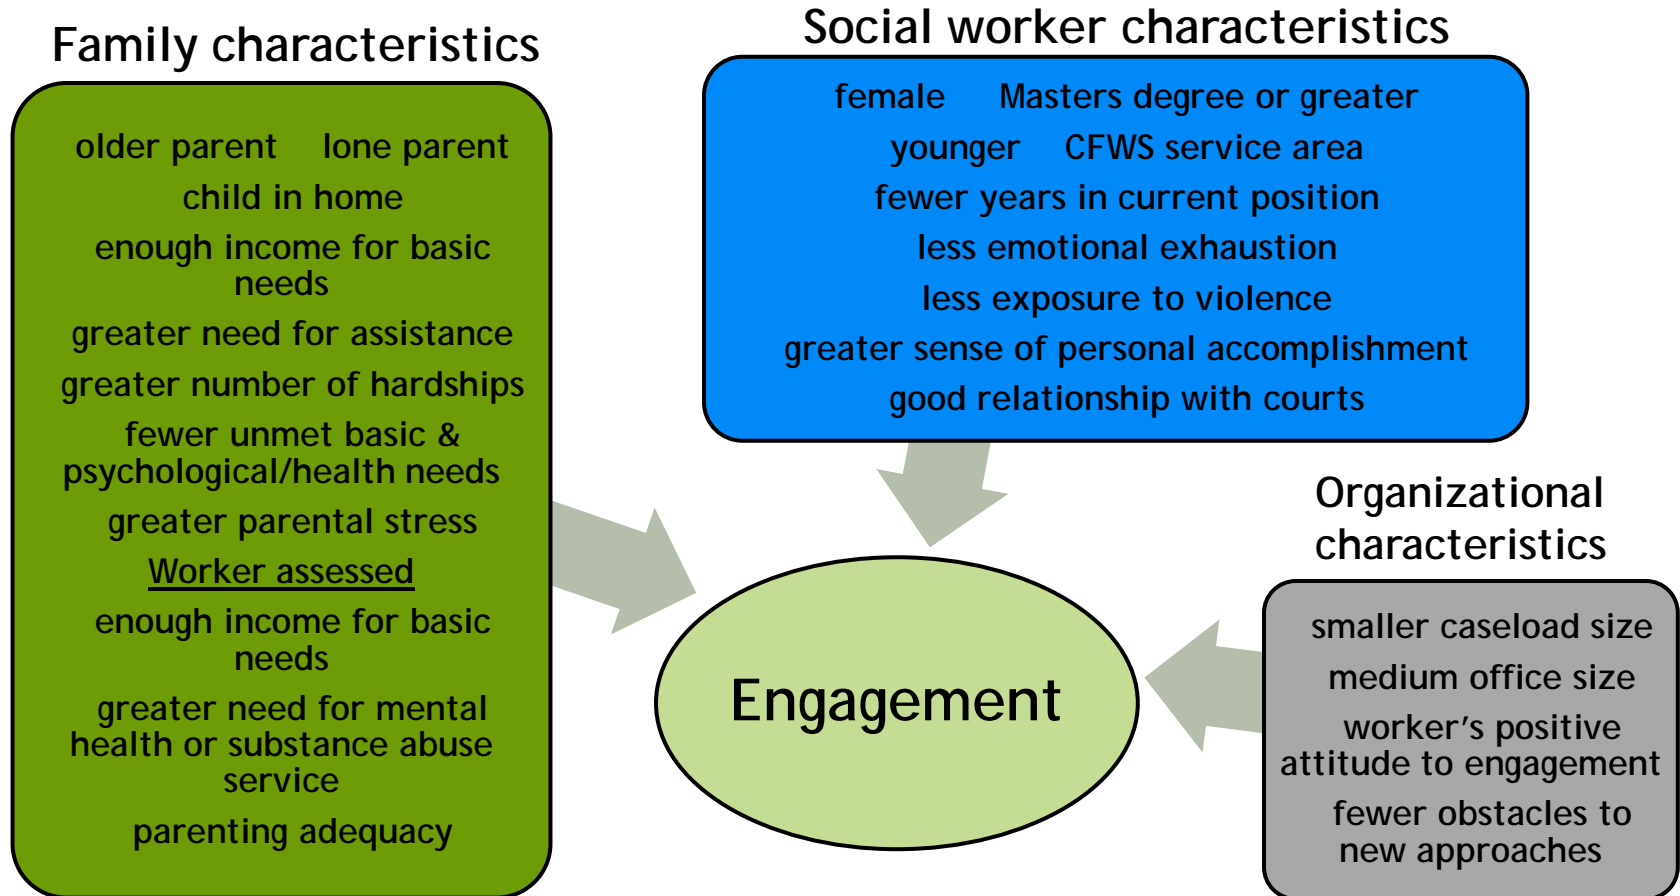 Family characteristics
older parent lone parent
child in home
enough income for basic
needs
greater need for assistance
greater number of hardships
fewer unmet basic &
psychological/health needs
greater parental stress
Worker assessed
enough income for basic
needs
greater need for mental
health or substance abuse
service
parenting adequacy
Social worker characteristics
female Masters degree or greater
younger CFWS service area
fewer years in current position
less emotional exhaustion
less exposure to violence
greater sense of personal accomplishment
good relationship with courts
Engagement
Organizational
characteristics
smaller caseload size
medium office size
worker's positive
attitude to engagement
fewer obstacles to
new approaches